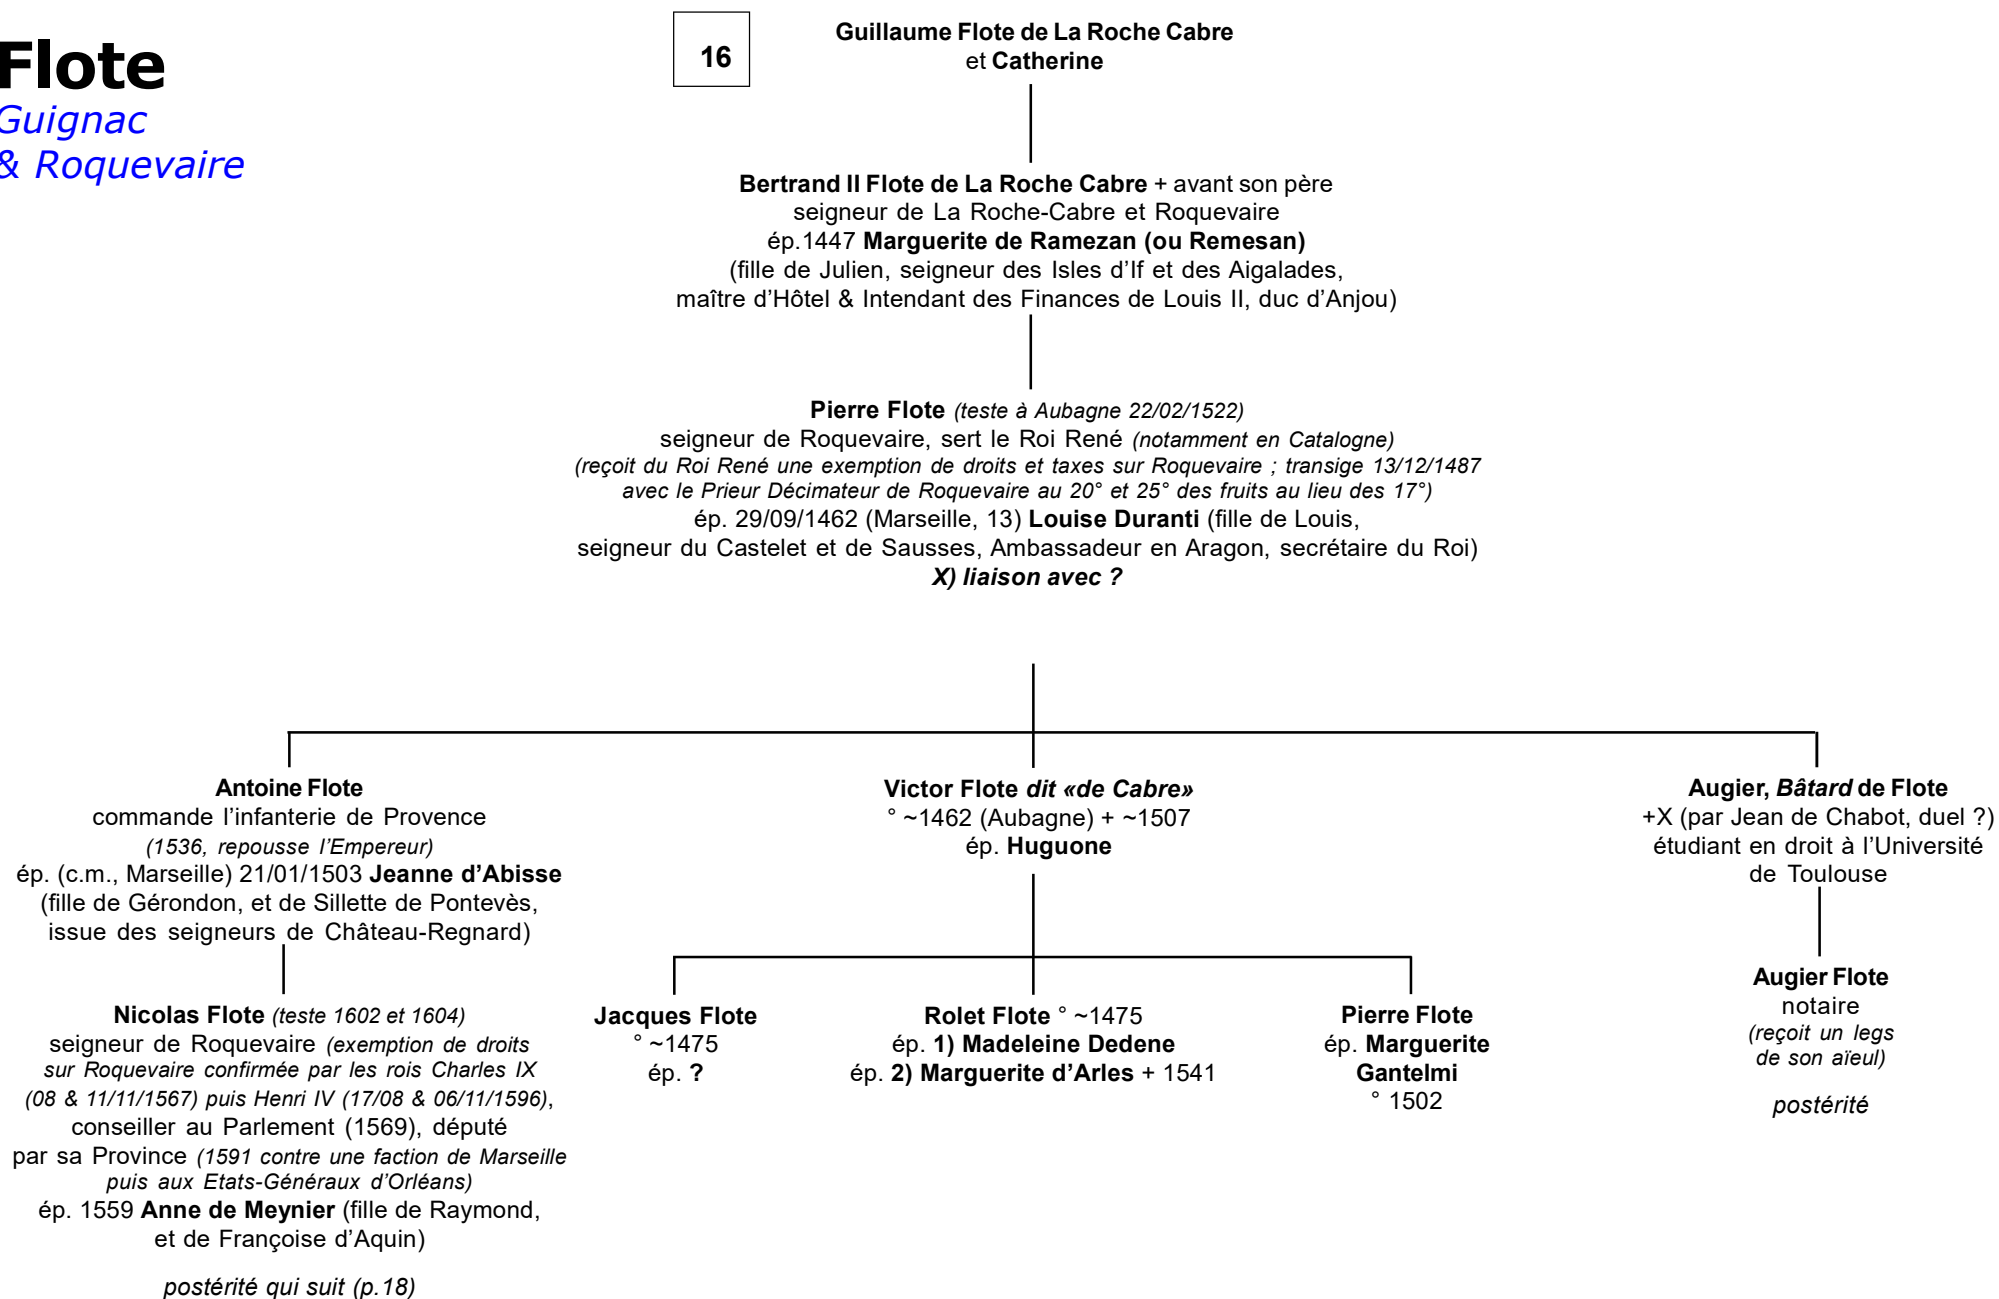 Flote
Guignac
& Roquevaire
16
Guillaume Flote de La Roche Cabre
et Catherine
Bertrand II Flote de La Roche Cabre + avant son père
seigneur de La Roche-Cabre et Roquevaire
ép.1447 Marguerite de Ramezan (ou Remesan)
(fille de Julien, seigneur des Isles d'If et des Aigalades,
maître d'Hôtel & Intendant des Finances de Louis II, duc d'Anjou)
Pierre Flote (teste à Aubagne 22/02/1522)
seigneur de Roquevaire, sert le Roi René (notamment en Catalogne)
(reçoit du Roi René une exemption de droits et taxes sur Roquevaire ; transige 13/12/1487
avec le Prieur Décimateur de Roquevaire au 20° et 25° des fruits au lieu des 17°)
ép. 29/09/1462 (Marseille, 13) Louise Duranti (fille de Louis,
seigneur du Castelet et de Sausses, Ambassadeur en Aragon, secrétaire du Roi)
X) liaison avec ?
Antoine Flote
commande l'infanterie de Provence
(1536, repousse l'Empereur)
ép. (c.m., Marseille) 21/01/1503 Jeanne d'Abisse
(fille de Gérondon, et de Sillette de Pontevès,
issue des seigneurs de Château-Regnard)
Victor Flote dit «de Cabre»
° ~1462 (Aubagne) + ~1507
ép. Huguone
Augier, Bâtard de Flote
+X (par Jean de Chabot, duel ?)
étudiant en droit à l'Université
de Toulouse
Nicolas Flote (teste 1602 et 1604)
seigneur de Roquevaire (exemption de droits
sur Roquevaire confirmée par les rois Charles IX
(08 & 11/11/1567) puis Henri IV (17/08 & 06/11/1596),
conseiller au Parlement (1569), député
par sa Province (1591 contre une faction de Marseille
puis aux Etats-Généraux d'Orléans)
ép. 1559 Anne de Meynier (fille de Raymond,
et de Françoise d'Aquin)
postérité qui suit (p.18)
Jacques Flote
° ~1475
ép. ?
Rolet Flote ° ~1475
ép. 1) Madeleine Dedene
ép. 2) Marguerite d'Arles + 1541
Pierre Flote
ép. Marguerite
Gantelmi
° 1502
Augier Flote
notaire
(reçoit un legs
de son aïeul)
postérité